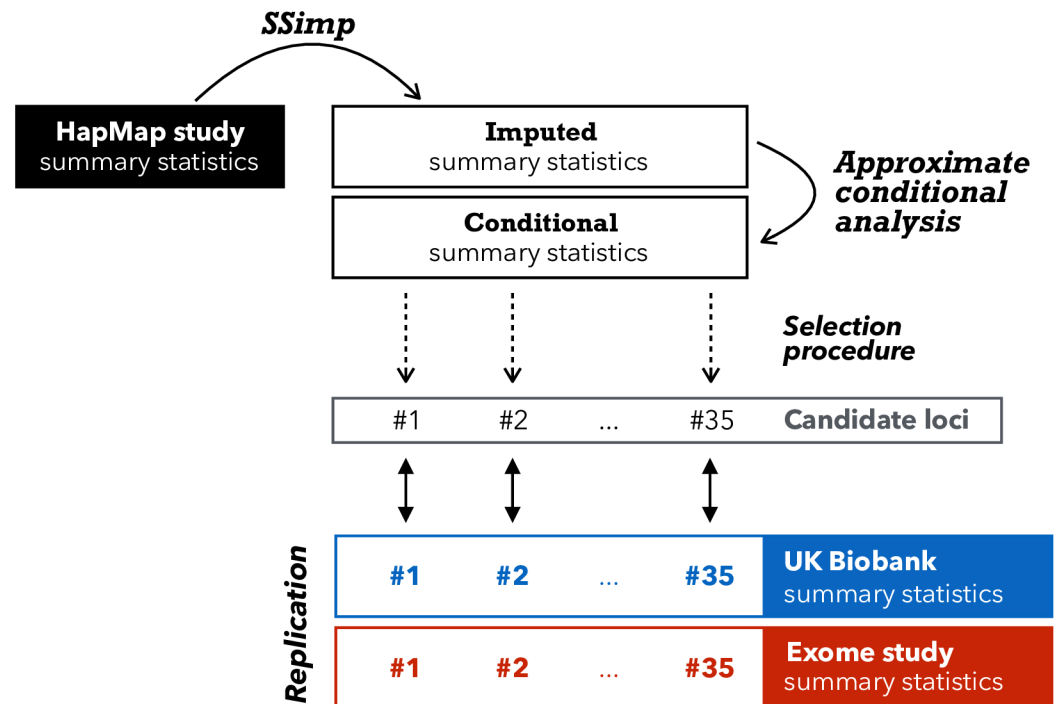 SSimp
HapMap study
summary statistics
Imputed
summary statistics
Approximate
conditional
analysis
Conditional
summary statistics
Selection
procedure
#1 #2 ... #35 Candidate loci
Replication
#1 #2 ... #35 UK Biobank
summary statistics
#1 #2 ... #35 Exome study
summary statistics